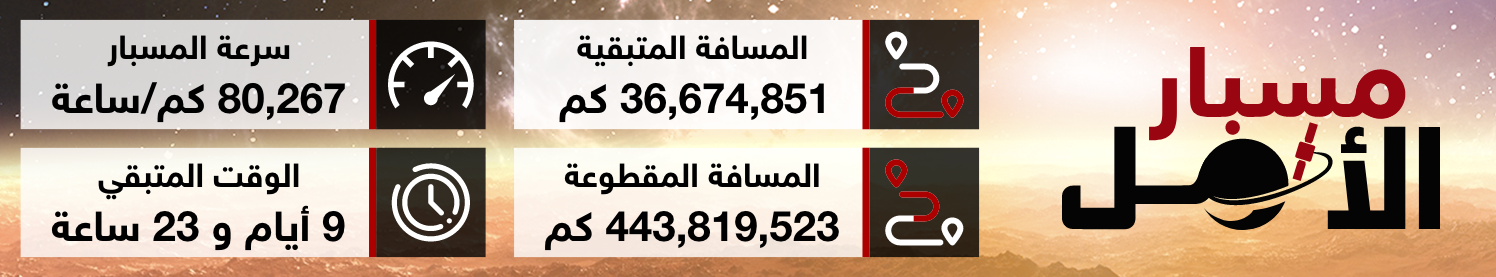 مسبار
الأمل
المسافة المتبقية
36,674,851 كم
سرعة المسبار
80,267 كم/ساعة
المسافة المقطوعة
443,819,523 كم
الوقت المتبقي
9 أيام و 23 ساعة